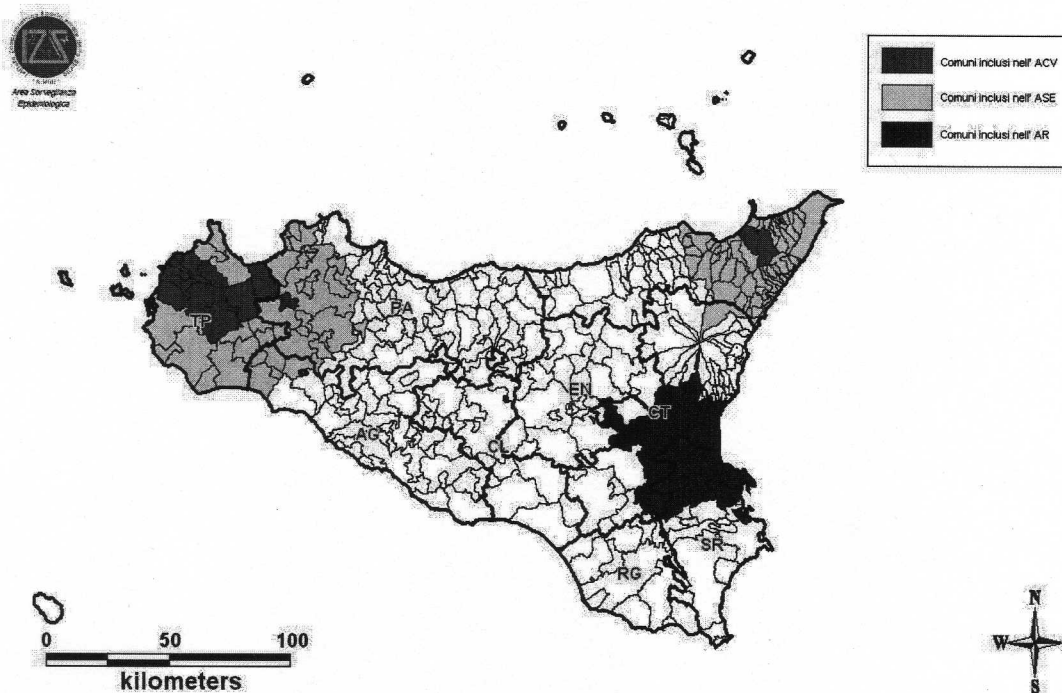 IZS
Area Sorveglianza
Epidemiologica
Comuni inclusi nell' ACV
Comuni inclusi nell' ASE
Comuni inclusi nell' AR
TP
PA
EN
CT
AG
CL
SR
RG
0 50 100
kilometers
N
W
S